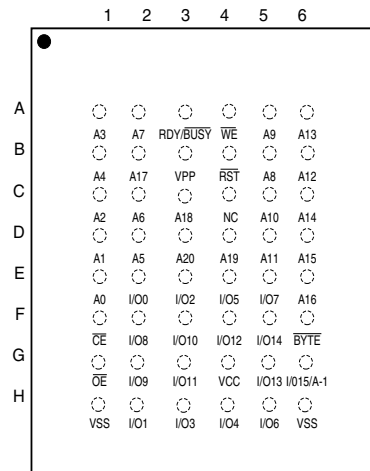 1 2 3 4 5 6
A
A3 A7 RDY/BUSY WE A9 A13
B
A4 A17 VPP RST A8 A12
C
A2 A6 A18 NC A10 A14
D
A1 A5 A20 A19 A11 A15
E
A0 I/O0 I/O2 I/O5 I/O7 A16
F
CE I/O8 I/O10 I/O12 I/O14 BYTE
G
OE I/O9 I/O11 VCC I/O13 I/015/A-1
H
VSS I/O1 I/O3 I/O4 I/O6 VSS